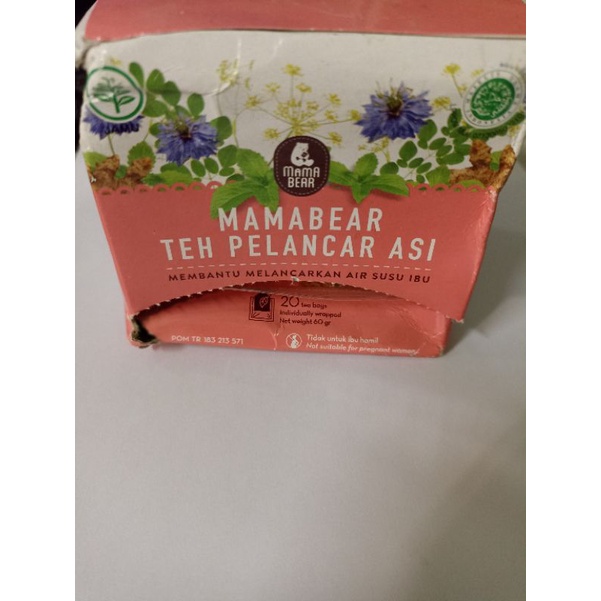 MAMA
BEAR
MAMABEAR
TEH PELANCAR ASI
MEMBANTU MELANCARKAN AIR SUSU IBU
20 tea bags
Individually wrapped
Net weight 60 gr
POM TR 183 213 571
Tidak untuk ibu hamil
Not suitable for pregnant women